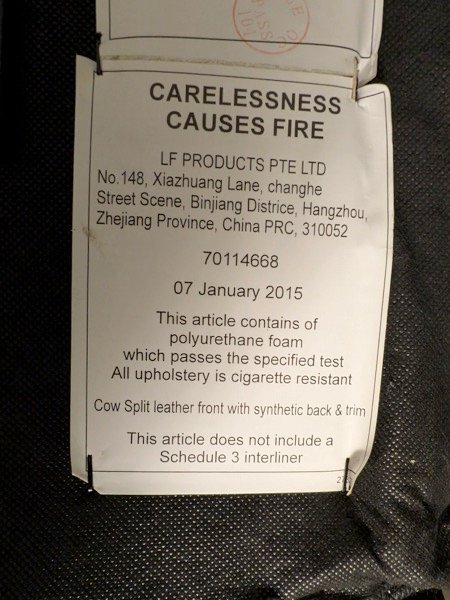 PASS
101
CARELESSNESS
CAUSES FIRE
LF PRODUCTS PTE LTD
No.148, Xiazhuang Lane, changhe
Street Scene, Binjiang Districe, Hangzhou,
Zhejiang Province, China PRC, 310052
70114668
07 January 2015
This article contains of
polyurethane foam
which passes the specified test
All upholstery is cigarette resistant
Cow Split leather front with synthetic back & trim
This article does not include a
Schedule 3 interliner